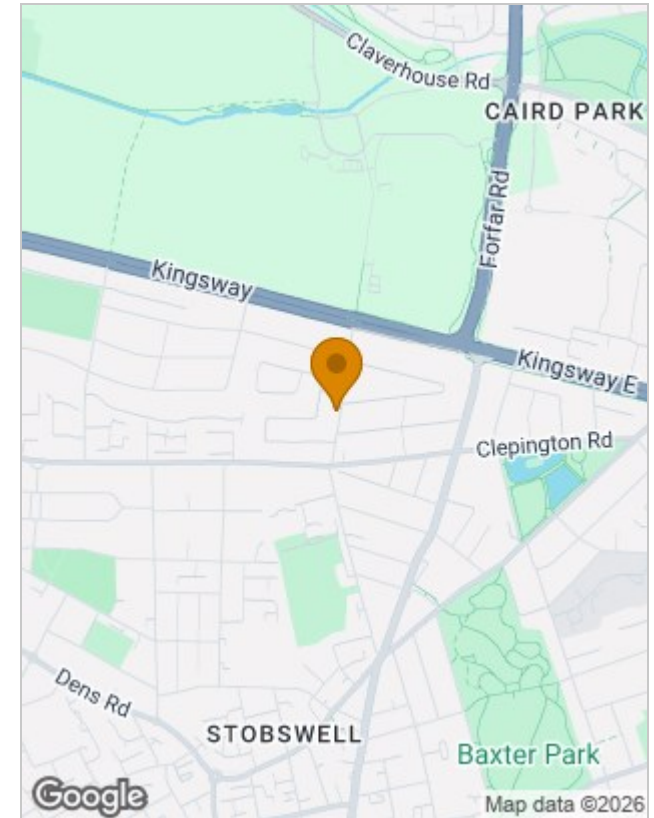 Claverhouse Rd
CAIRD PARK
Forfar Rd
Kingsway
Kingsway E
Clepington Rd
Dens Rd
STOBSWELL
Baxter Park
Google
Map data ©2026